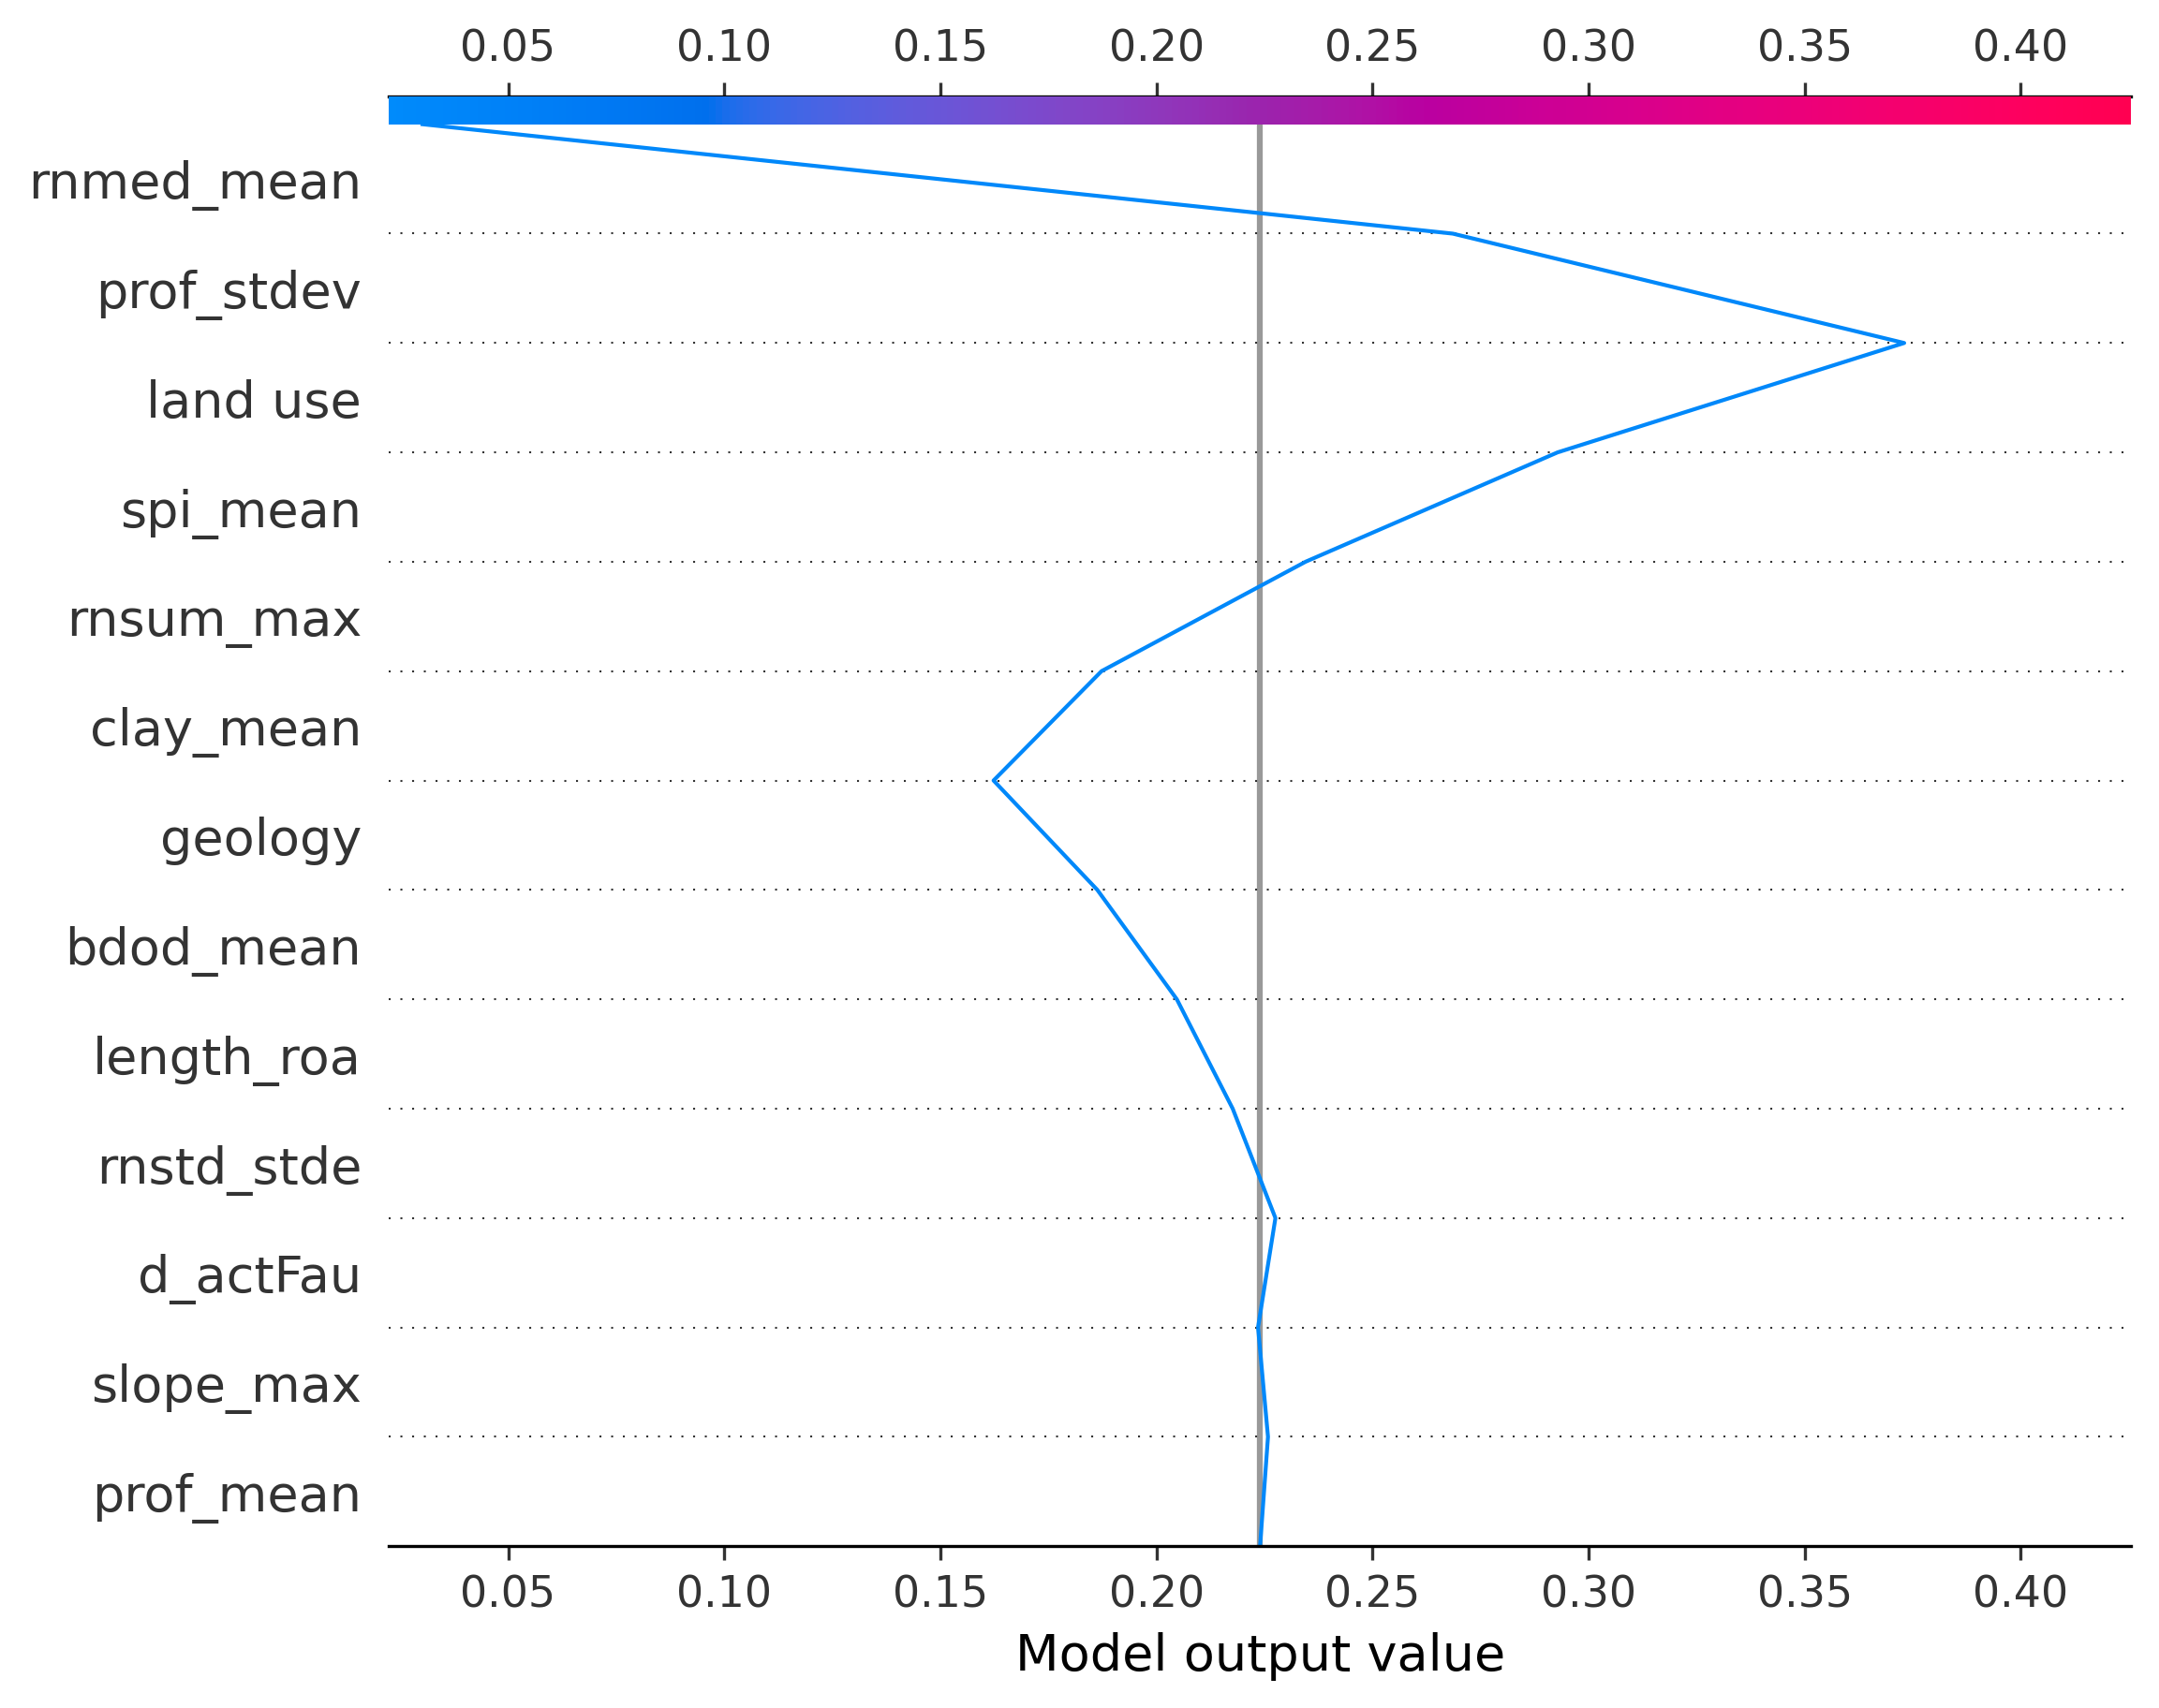 0.05 0.10 0.15 0.20 0.25 0.30 0.35 0.40
rnmed_mean
prof_stdev
land use
spi_mean
rnsum_max
clay_mean
geology
bdod_mean
length_roa
rnstd_stde
d_actFau
slope_max
prof_mean
0.05 0.10 0.15 0.20 0.25 0.30 0.35 0.40
Model output value